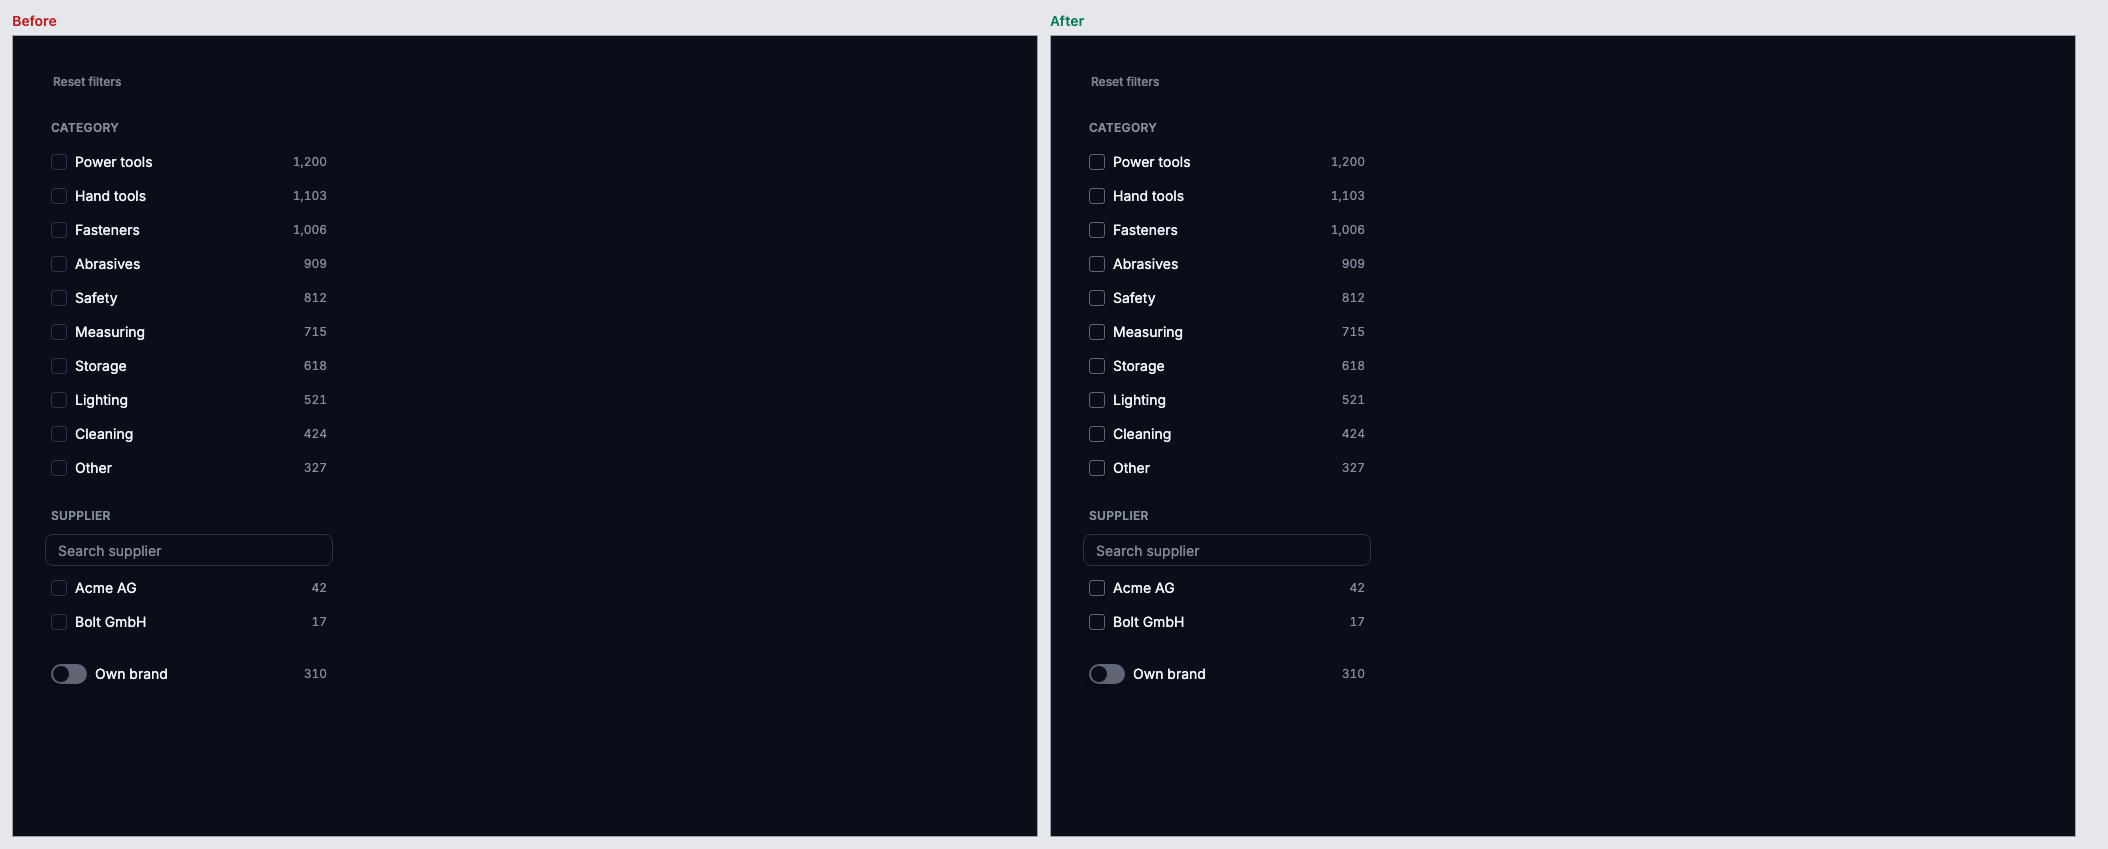 Before
Reset filters
CATEGORY
Power tools 1,200
Hand tools 1,103
Fasteners 1,006
Abrasives 909
Safety 812
Measuring 715
Storage 618
Lighting 521
Cleaning 424
Other 327
SUPPLIER
Search supplier
Acme AG 42
Bolt GmbH 17
Own brand 310
After
Reset filters
CATEGORY
Power tools 1,200
Hand tools 1,103
Fasteners 1,006
Abrasives 909
Safety 812
Measuring 715
Storage 618
Lighting 521
Cleaning 424
Other 327
SUPPLIER
Search supplier
Acme AG 42
Bolt GmbH 17
Own brand 310